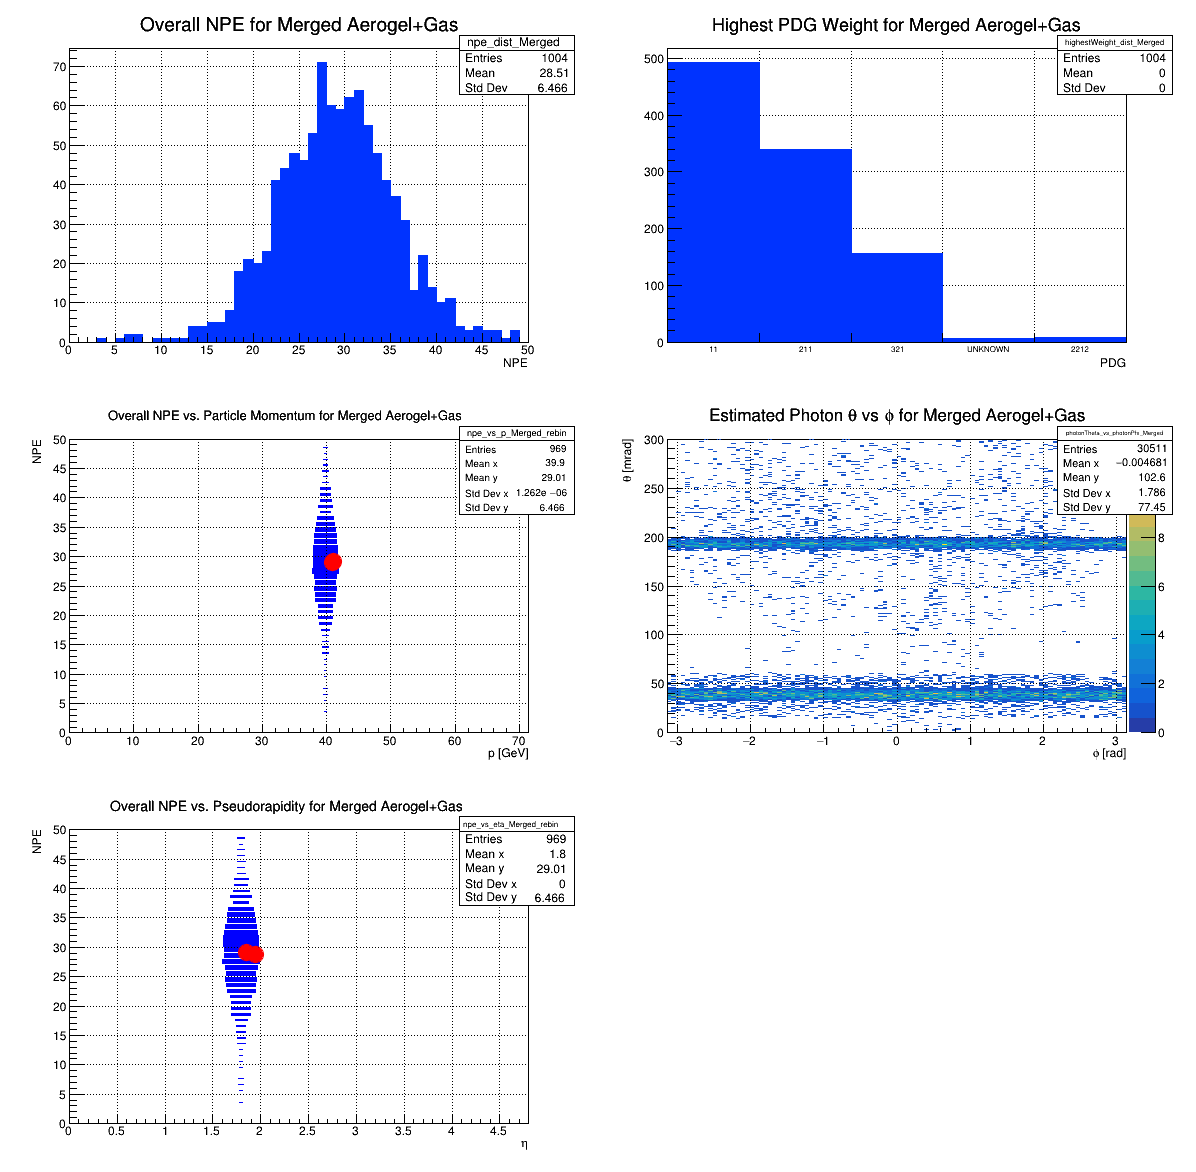 Overall NPE for Merged Aerogel+Gas
npe_dist_Merged
Entries 1004
Mean 28.51
Std Dev 6.466
70
60
50
40
30
20
10
0
0 5 10 15 20 25 30 35 40 45 50
NPE
Highest PDG Weight for Merged Aerogel+Gas
highestWeight_dist_Merged
Entries 1004
Mean 0
Std Dev 0
500
400
300
200
100
0
11 211 321 UNKNOWN 2212
PDG
Overall NPE vs. Particle Momentum for Merged Aerogel+Gas
npe_vs_p_Merged_rebin
Entries 969
Mean x 39.9
Mean y 29.01
Std Dev x 1.262e −06
Std Dev y 6.466
NPE
50
45
40
35
30
25
20
15
10
5
0
0 10 20 30 40 50 60 70
p [GeV]
Estimated Photon θ vs ϕ for Merged Aerogel+Gas
photonTheta_vs_photonPhi_Merged
Entries 30511
Mean x −0.004681
Mean y 102.6
Std Dev x 1.786
Std Dev y 77.45
θ [mrad]
300
250
200
150
100
50
0
−3 −2 −1 0 1 2 3
ϕ [rad]
8
6
4
2
0
Overall NPE vs. Pseudorapidity for Merged Aerogel+Gas
npe_vs_eta_Merged_rebin
Entries 969
Mean x 1.8
Mean y 29.01
Std Dev x 0
Std Dev y 6.466
NPE
50
45
40
35
30
25
20
15
10
5
0
0 0.5 1 1.5 2 2.5 3 3.5 4 4.5
η